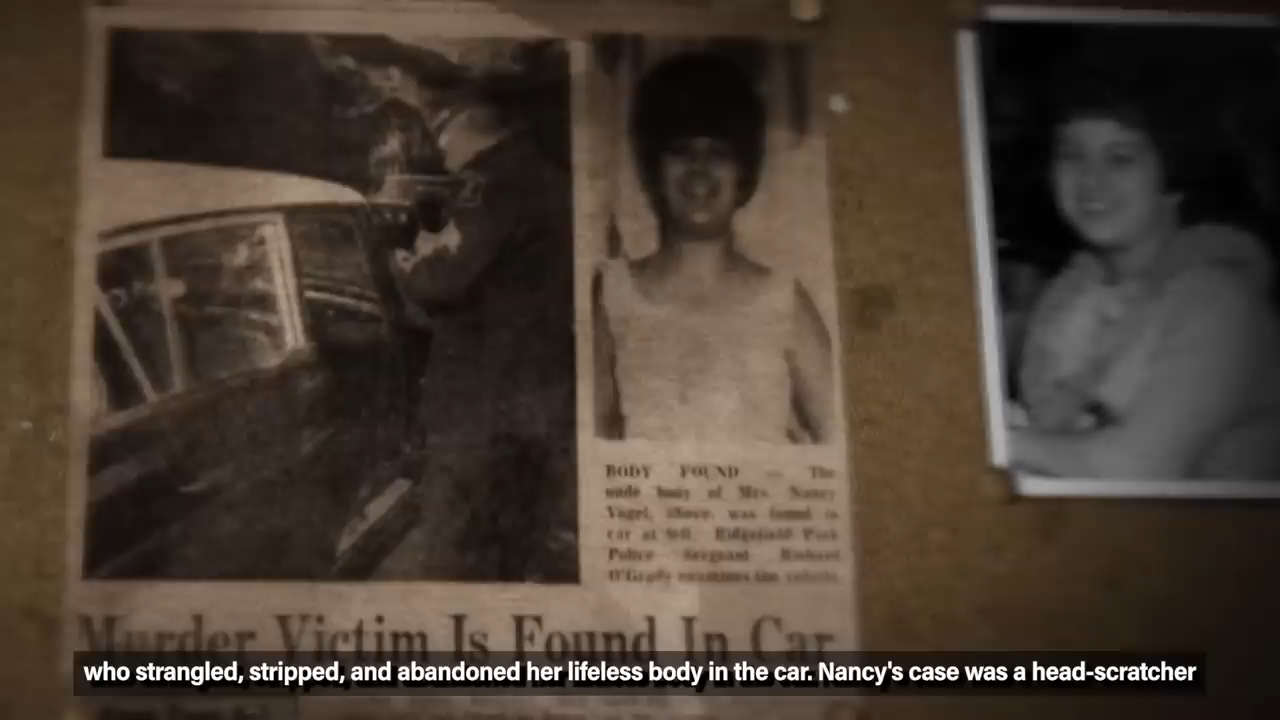 BODY FOUND — The
nude body of Mrs. Nancy
Vogel, above, was found in
car at
Ridgefield Park
Police Sergeant Richard
O'Grady examines the vehicle.
Murder Victim Is Found In Car
who strangled, stripped, and abandoned her lifeless body in the car. Nancy's case was a head-scratcher